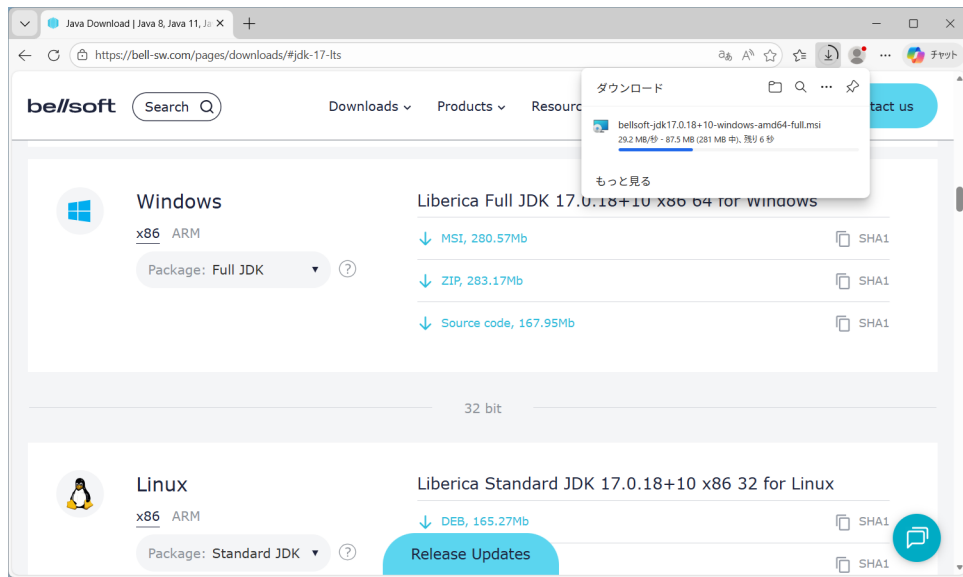 Java Download | Java 8, Java 11, Ja
https://bell-sw.com/pages/downloads/#jdk-17-lts
チャット
bellsoft
Search
Downloads
Products
Resourc
tact us
ダウンロード
bellsoft-jdk17.0.18+10-windows-amd64-full.msi
29.2 MB/秒 - 87.5 MB (281 MB 中)、残り 6 秒
もっと見る
Windows
x86 ARM
Package: Full JDK
?
Liberica Full JDK 17.0.18+10 x86 64 for Windows
MSI, 280.57Mb
SHA1
ZIP, 283.17Mb
SHA1
Source code, 167.95Mb
SHA1
32 bit
Linux
x86 ARM
Package: Standard JDK
?
Liberica Standard JDK 17.0.18+10 x86 32 for Linux
DEB, 165.27Mb
SHA1
SHA1
Release Updates